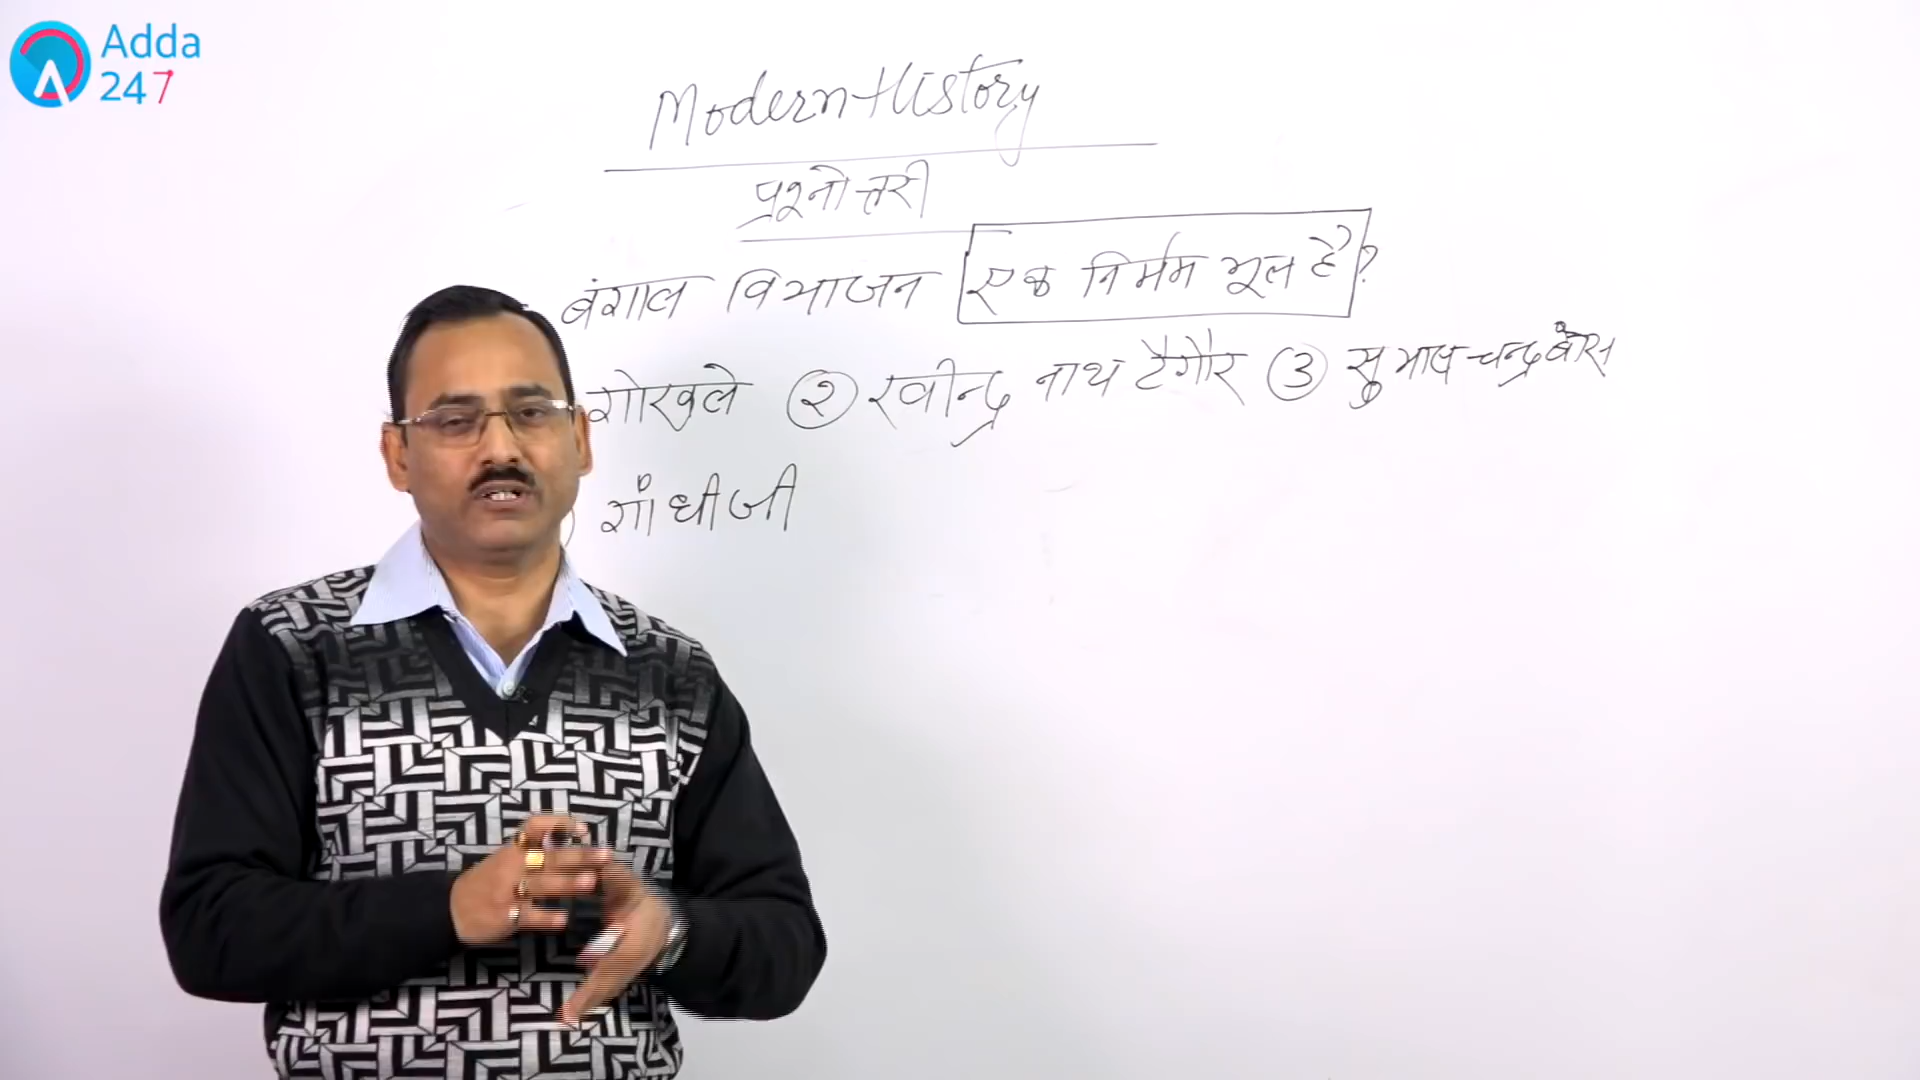 Adda
247
Modern History
प्रश्नोत्तरी
बंगाल विभाजन एक निर्मम भूल है ?
गोखले ② रवीन्द्र नाथ टैगौर ③ सुभाष चन्द्र बोस
गाँधीजी